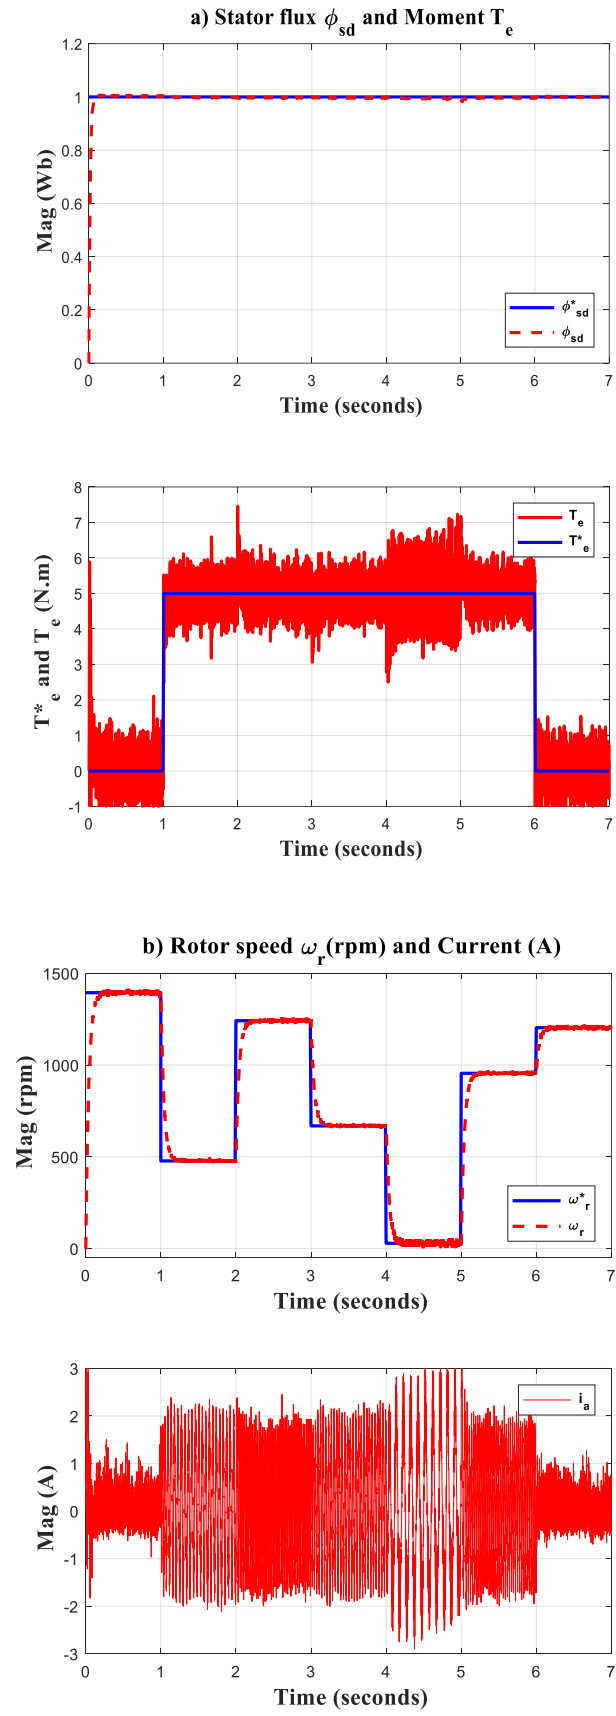 a) Stator flux ϕsd and Moment Te
1.2
1
0.8
0.6
0.4
0.2
0
Mag (Wb)
ϕ*sd
ϕsd
0 1 2 3 4 5 6 7
Time (seconds)
8
7
6
5
4
3
2
1
0
-1
T*e and Te (N.m)
Te
T*e
0 1 2 3 4 5 6 7
Time (seconds)
b) Rotor speed ωr(rpm) and Current (A)
1500
1000
500
0
Mag (rpm)
ω*r
ωr
0 1 2 3 4 5 6 7
Time (seconds)
3
2
1
0
-1
-2
-3
Mag (A)
ia
0 1 2 3 4 5 6 7
Time (seconds)